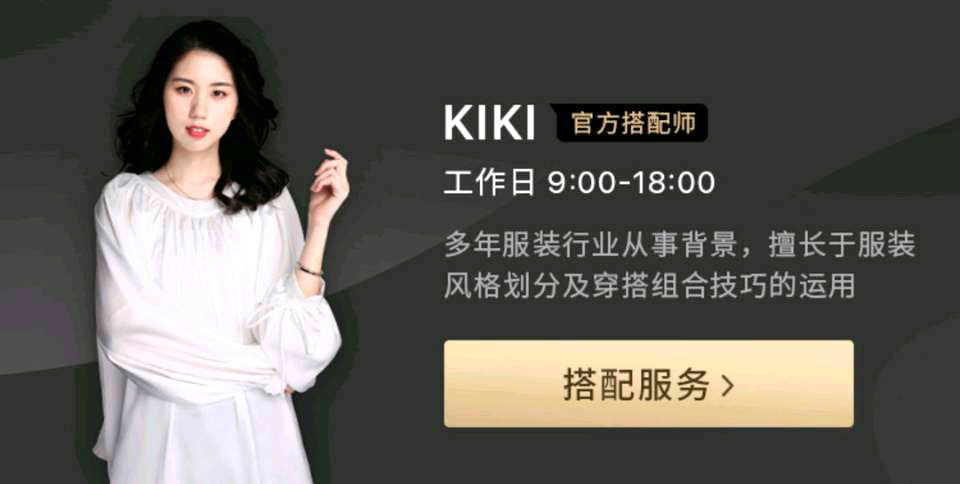 KIKI 官方搭配师
工作日 9:00-18:00
多年服装行业从事背景，擅长于服装
风格划分及穿搭组合技巧的运用
搭配服务 >